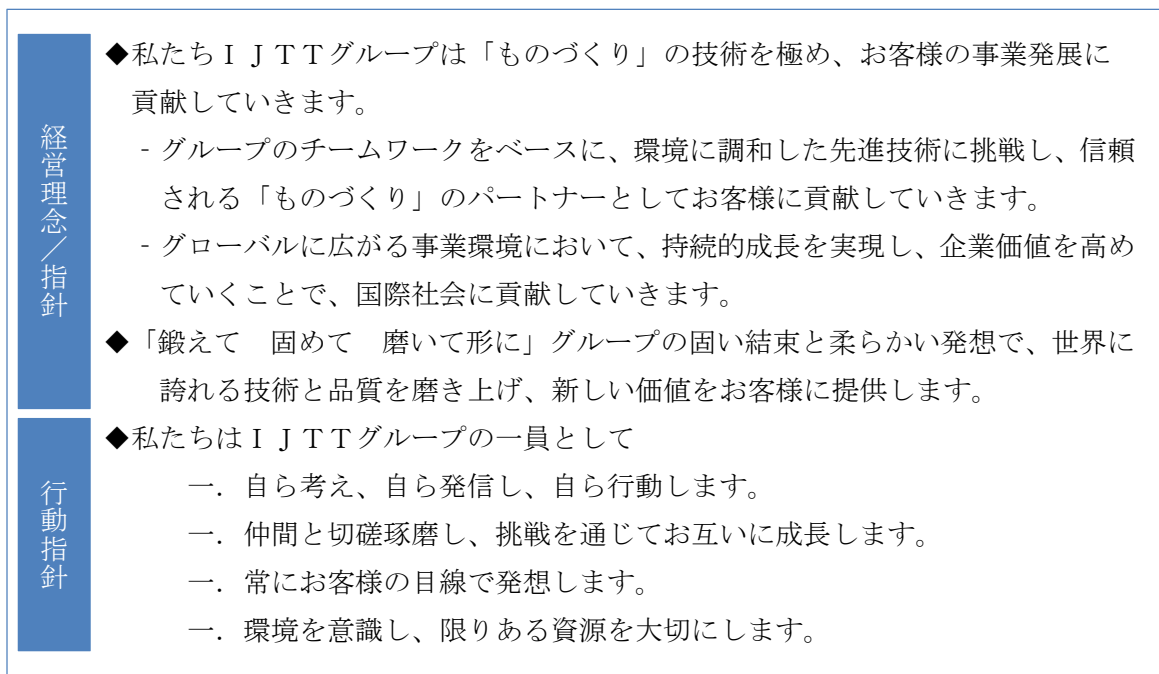 経営理念／指針
◆私たちＩＪＴＴグループは「ものづくり」の技術を極め、お客様の事業発展に
貢献していきます。
‐グループのチームワークをベースに、環境に調和した先進技術に挑戦し、信頼
される「ものづくり」のパートナーとしてお客様に貢献していきます。
‐グローバルに広がる事業環境において、持続的成長を実現し、企業価値を高め
ていくことで、国際社会に貢献していきます。
◆「鍛えて　固めて　磨いて形に」グループの固い結束と柔らかい発想で、世界に
誇れる技術と品質を磨き上げ、新しい価値をお客様に提供します。
行動指針
◆私たちはＩＪＴＴグループの一員として
一．自ら考え、自ら発信し、自ら行動します。
一．仲間と切磋琢磨し、挑戦を通じてお互いに成長します。
一．常にお客様の目線で発想します。
一．環境を意識し、限りある資源を大切にします。